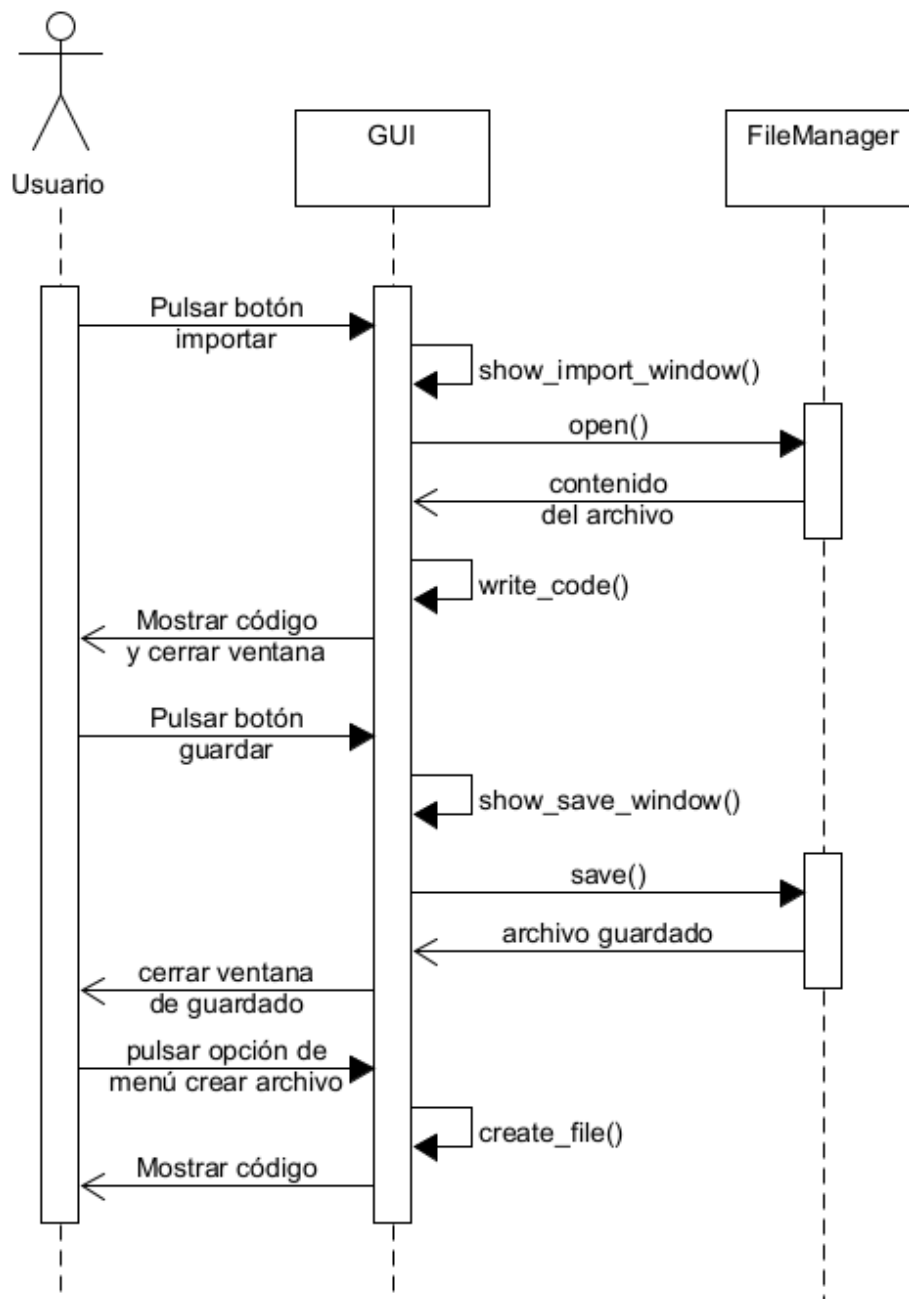 GUI
FileManager
Usuario
Pulsar botón
importar
show_import_window()
open()
contenido
del archivo
write_code()
Mostrar código
y cerrar ventana
Pulsar botón
guardar
show_save_window()
save()
archivo guardado
cerrar ventana
de guardado
pulsar opción de
menú crear archivo
create_file()
Mostrar código